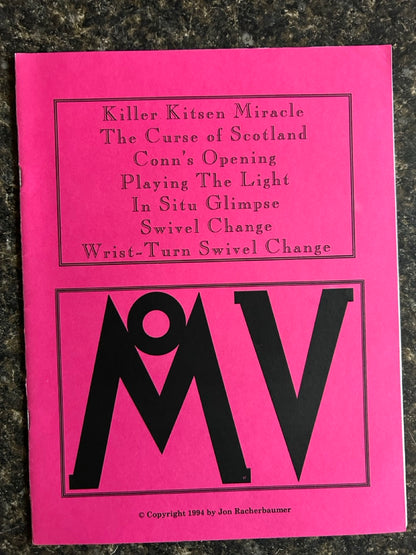 Killer Kitsen Miracle
The Curse of Scotland
Conn's Opening
Playing The Light
In Situ Glimpse
Swivel Change
Wrist-Turn Swivel Change
MO V
© Copyright 1994 by Jon Racherbaumer